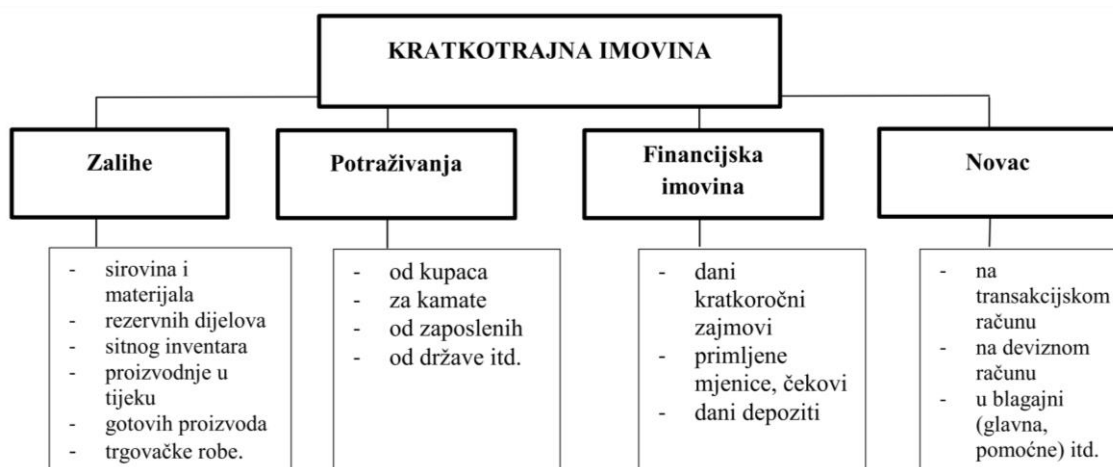 KRATKOTRAJNA IMOVINA
Zalihe
Potraživanja
Financijska
imovina
Novac
- sirovina i
materijala
- rezervnih dijelova
- sitnog inventara
- proizvodnje u
tijeku
- gotovih proizvoda
- trgovačke robe.
- od kupaca
- za kamate
- od zaposlenih
- od države itd.
- dani
kratkoročni
zajmovi
- primljene
mjenice, čekovi
- dani depoziti
- na
transakcijskom
računu
- na deviznom
računu
- u blagajni
(glavna,
pomoćne) itd.